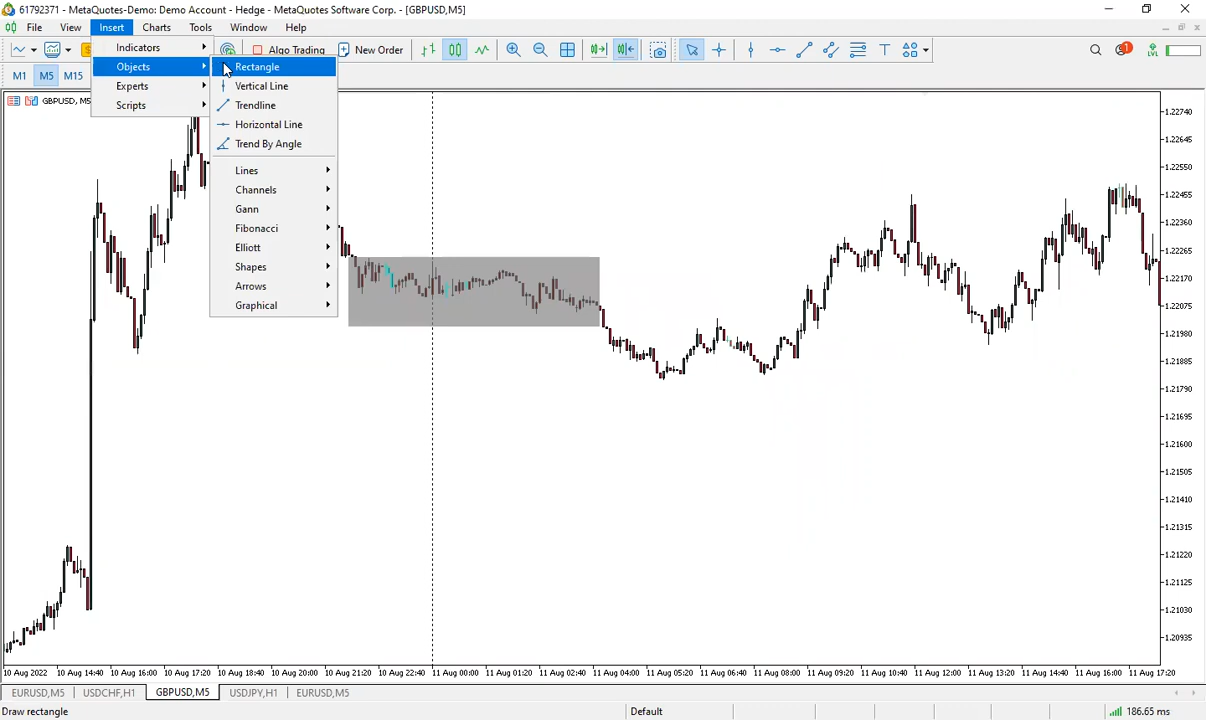 61792371 - MetaQuotes-Demo: Demo Account - Hedge - MetaQuotes Software Corp. - [GBPUSD,M5]
File View Insert Charts Tools Window Help
Algo Trading New Order
M1 M5 M15
Indicators
Objects
Experts
Scripts
Rectangle
Vertical Line
Trendline
Horizontal Line
Trend By Angle
Lines
Channels
Gann
Fibonacci
Elliott
Shapes
Arrows
Graphical
GBPUSD, M5
1
LVL
1.22740
1.22645
1.22550
1.22455
1.22360
1.22265
1.22170
1.22075
1.21980
1.21885
1.21790
1.21695
1.21600
1.21505
1.21410
1.21315
1.21220
1.21125
1.21030
1.20935
10 Aug 2022 10 Aug 14:40 10 Aug 16:00 10 Aug 17:20 10 Aug 18:40 10 Aug 20:00 10 Aug 21:20 10 Aug 22:40 11 Aug 00:00 11 Aug 01:20 11 Aug 02:40 11 Aug 04:00 11 Aug 05:20 11 Aug 06:40 11 Aug 08:00 11 Aug 09:20 11 Aug 10:40 11 Aug 12:00 11 Aug 13:20 11 Aug 14:40 11 Aug 16:00 11 Aug 17:20
EURUSD,M5 USDCHF,H1 GBPUSD,M5 USDJPY,H1 EURUSD,M5
Draw rectangle Default 186.65 ms